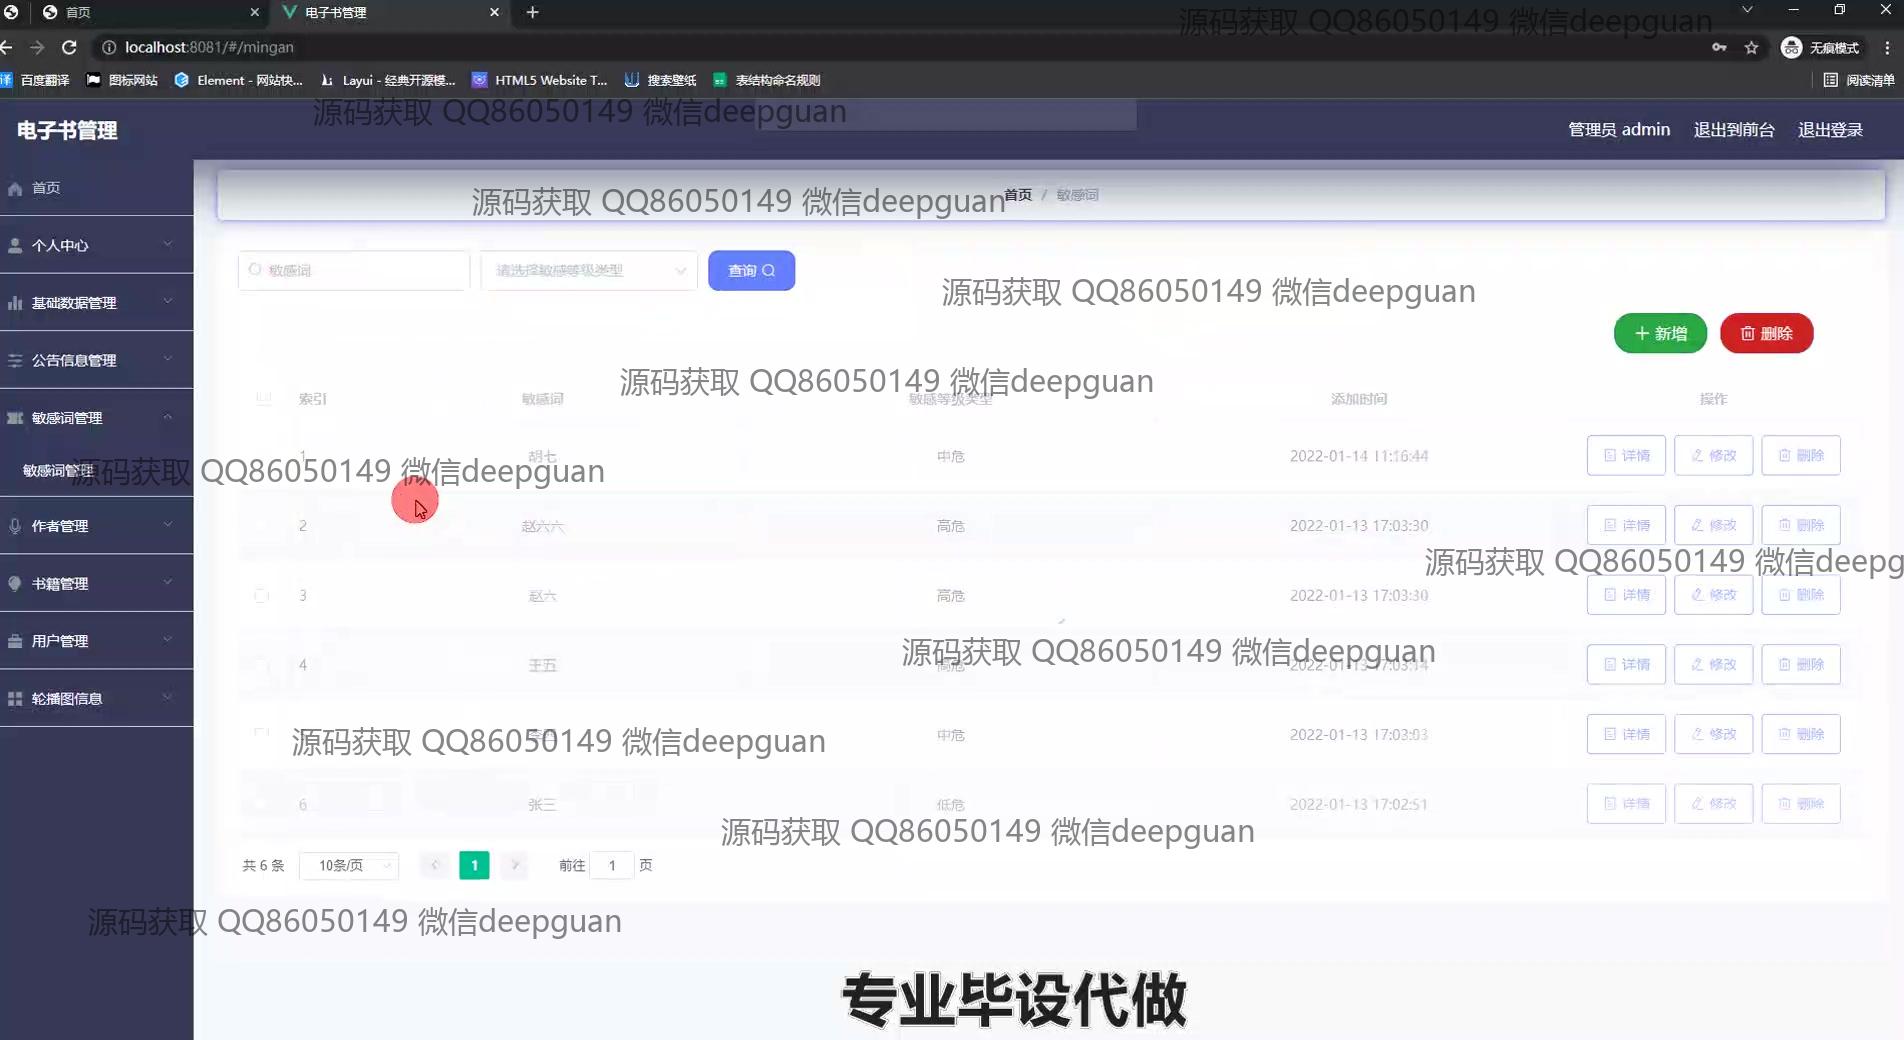 首页
电子书管理
localhost:8081/#/mingan
无痕模式
百度翻译
图标网站
Element - 网站快...
Layui - 经典开源模...
HTML5 Website T...
搜索壁纸
表结构命名规则
阅读清单
源码获取 QQ86050149 微信deepguan
源码获取 QQ86050149 微信deepguan
电子书管理
管理员 admin
退出到前台
退出登录
首页
个人中心
基础数据管理
公告信息管理
敏感词管理
敏感词管理
作者管理
书籍管理
用户管理
轮播图信息
源码获取 QQ86050149 微信deepguan
首页 / 敏感词
敏感词
请选择敏感等级类型
查询
源码获取 QQ86050149 微信deepguan
新增
删除
源码获取 QQ86050149 微信deepguan
索引 敏感词 敏感等级类型 添加时间 操作
1 胡七 中危 2022-01-14 11:16:44 详情 修改 删除
源码获取 QQ86050149 微信deepguan
2 赵六六 高危 2022-01-13 17:03:30 详情 修改 删除
源码获取 QQ86050149 微信deepg
3 赵六 高危 2022-01-13 17:03:30 详情 修改 删除
源码获取 QQ86050149 微信deepguan
4 王五 高危 2022-01-13 17:03:14 详情 修改 删除
源码获取 QQ86050149 微信deepguan
中危 2022-01-13 17:03:03 详情 修改 删除
6 张三 低危 2022-01-13 17:02:51 详情 修改 删除
源码获取 QQ86050149 微信deepguan
共 6 条 10条/页 1 前往 1 页
源码获取 QQ86050149 微信deepguan
专业毕设代做